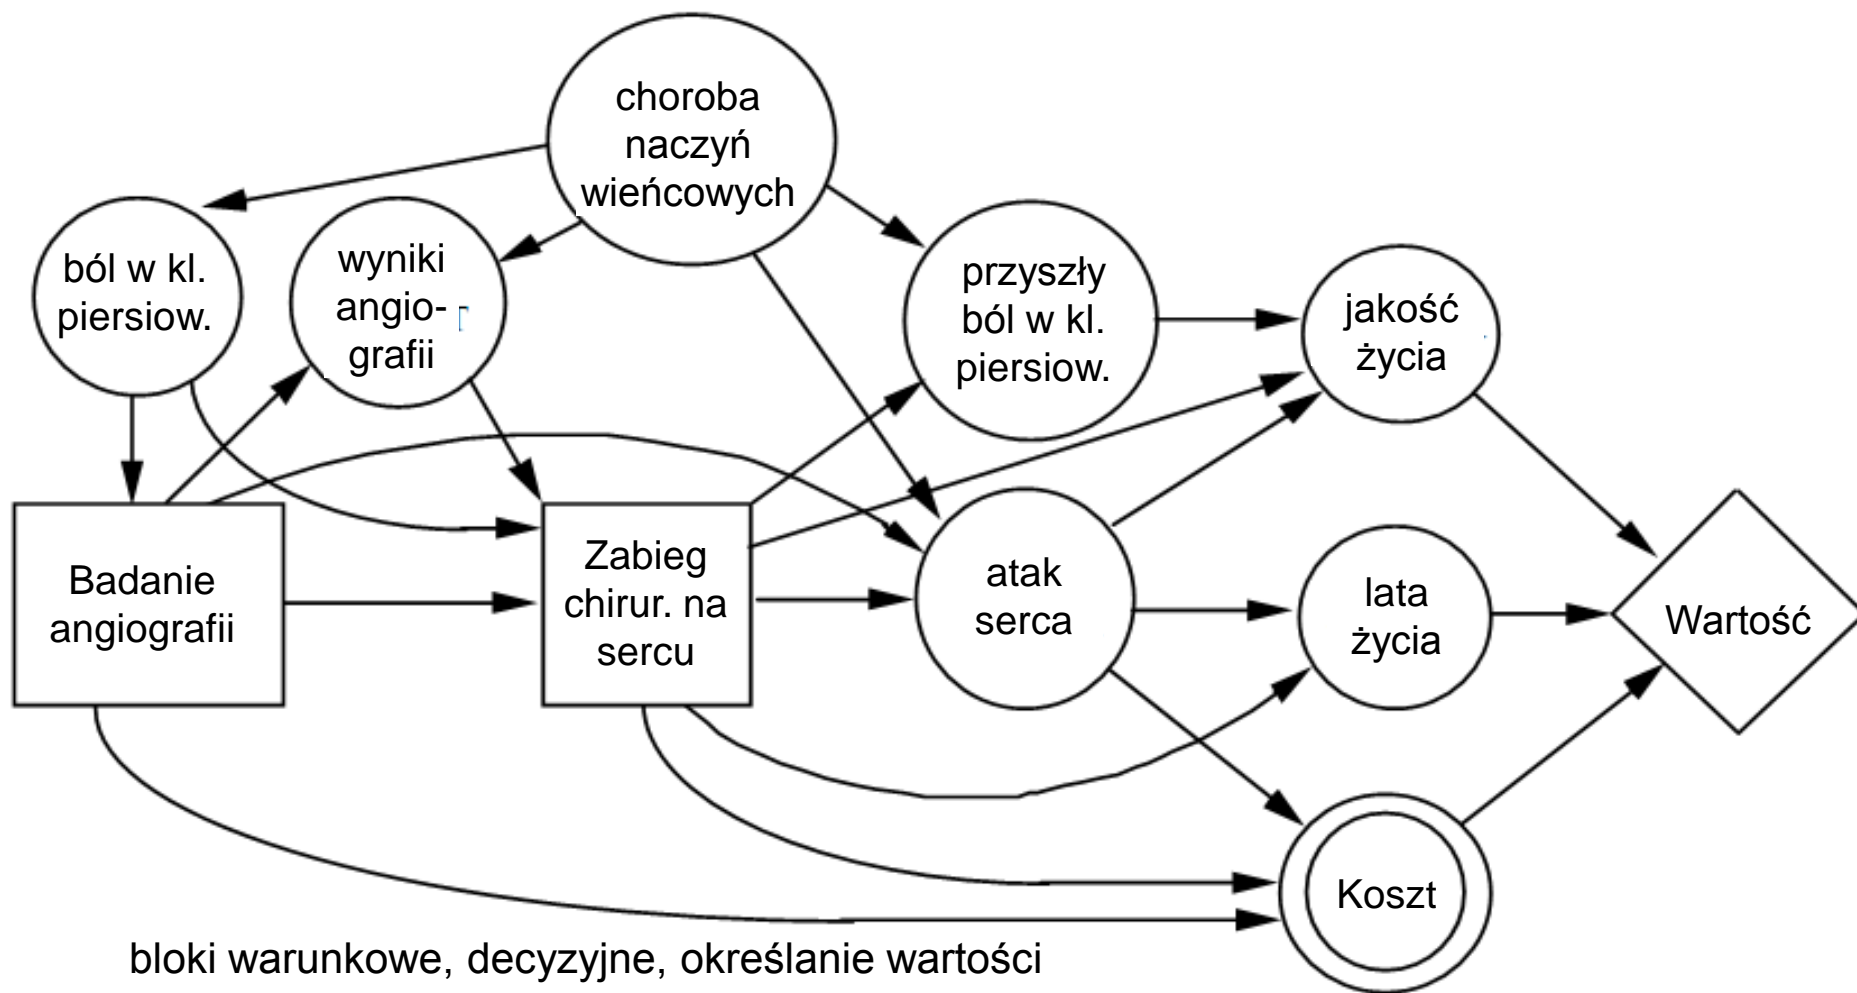 choroba
naczyń
wieńcowych
ból w kl.
piersiow.
wyniki
angio-
grafii
przyszły
ból w kl.
piersiow.
jakość
życia
Badanie
angiografii
Zabieg
chirur. na
sercu
atak
serca
lata
życia
Wartość
Koszt
bloki warunkowe, decyzyjne, określanie wartości